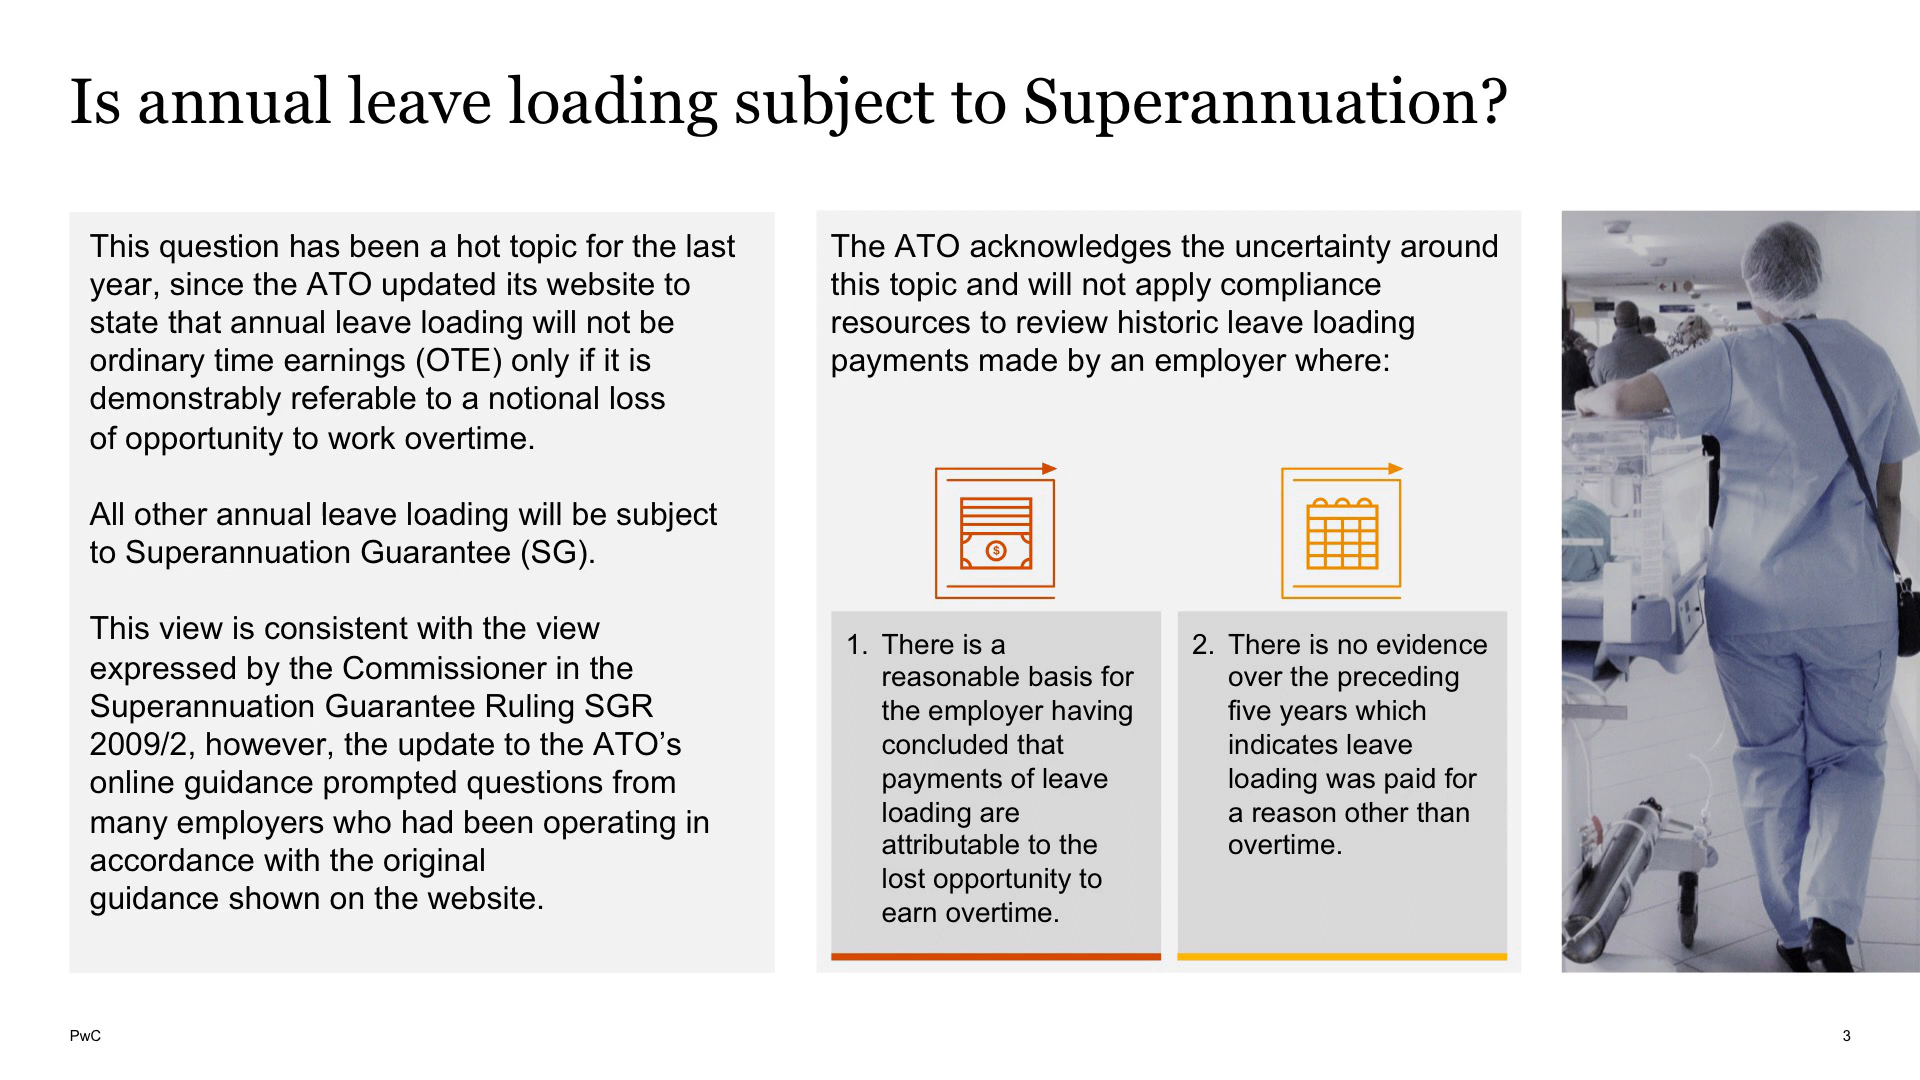 Is annual leave loading subject to Superannuation?
This question has been a hot topic for the last
year, since the ATO updated its website to
state that annual leave loading will not be
ordinary time earnings (OTE) only if it is
demonstrably referable to a notional loss
of opportunity to work overtime.
All other annual leave loading will be subject
to Superannuation Guarantee (SG).
This view is consistent with the view
expressed by the Commissioner in the
Superannuation Guarantee Ruling SGR
2009/2, however, the update to the ATO’s
online guidance prompted questions from
many employers who had been operating in
accordance with the original
guidance shown on the website.
The ATO acknowledges the uncertainty around
this topic and will not apply compliance
resources to review historic leave loading
payments made by an employer where:
$
1. There is a
reasonable basis for
the employer having
concluded that
payments of leave
loading are
attributable to the
lost opportunity to
earn overtime.
2. There is no evidence
over the preceding
five years which
indicates leave
loading was paid for
a reason other than
overtime.
PwC
3